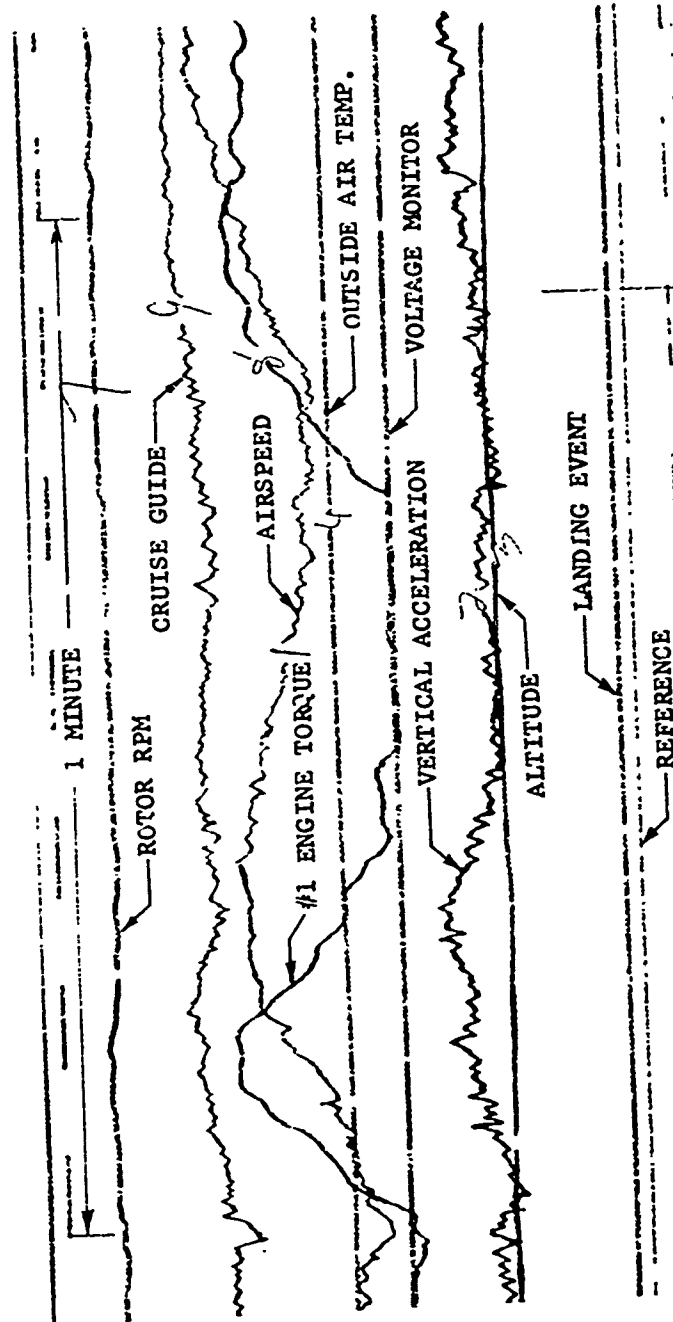 1 MINUTE
ROTOR RPM
CRUISE GUIDE
AIRSPEED
#1 ENGINE TORQUE
OUTSIDE AIR TEMP.
VOLTAGE MONITOR
VERTICAL ACCELERATION
ALTITUDE
LANDING EVENT
REFERENCE